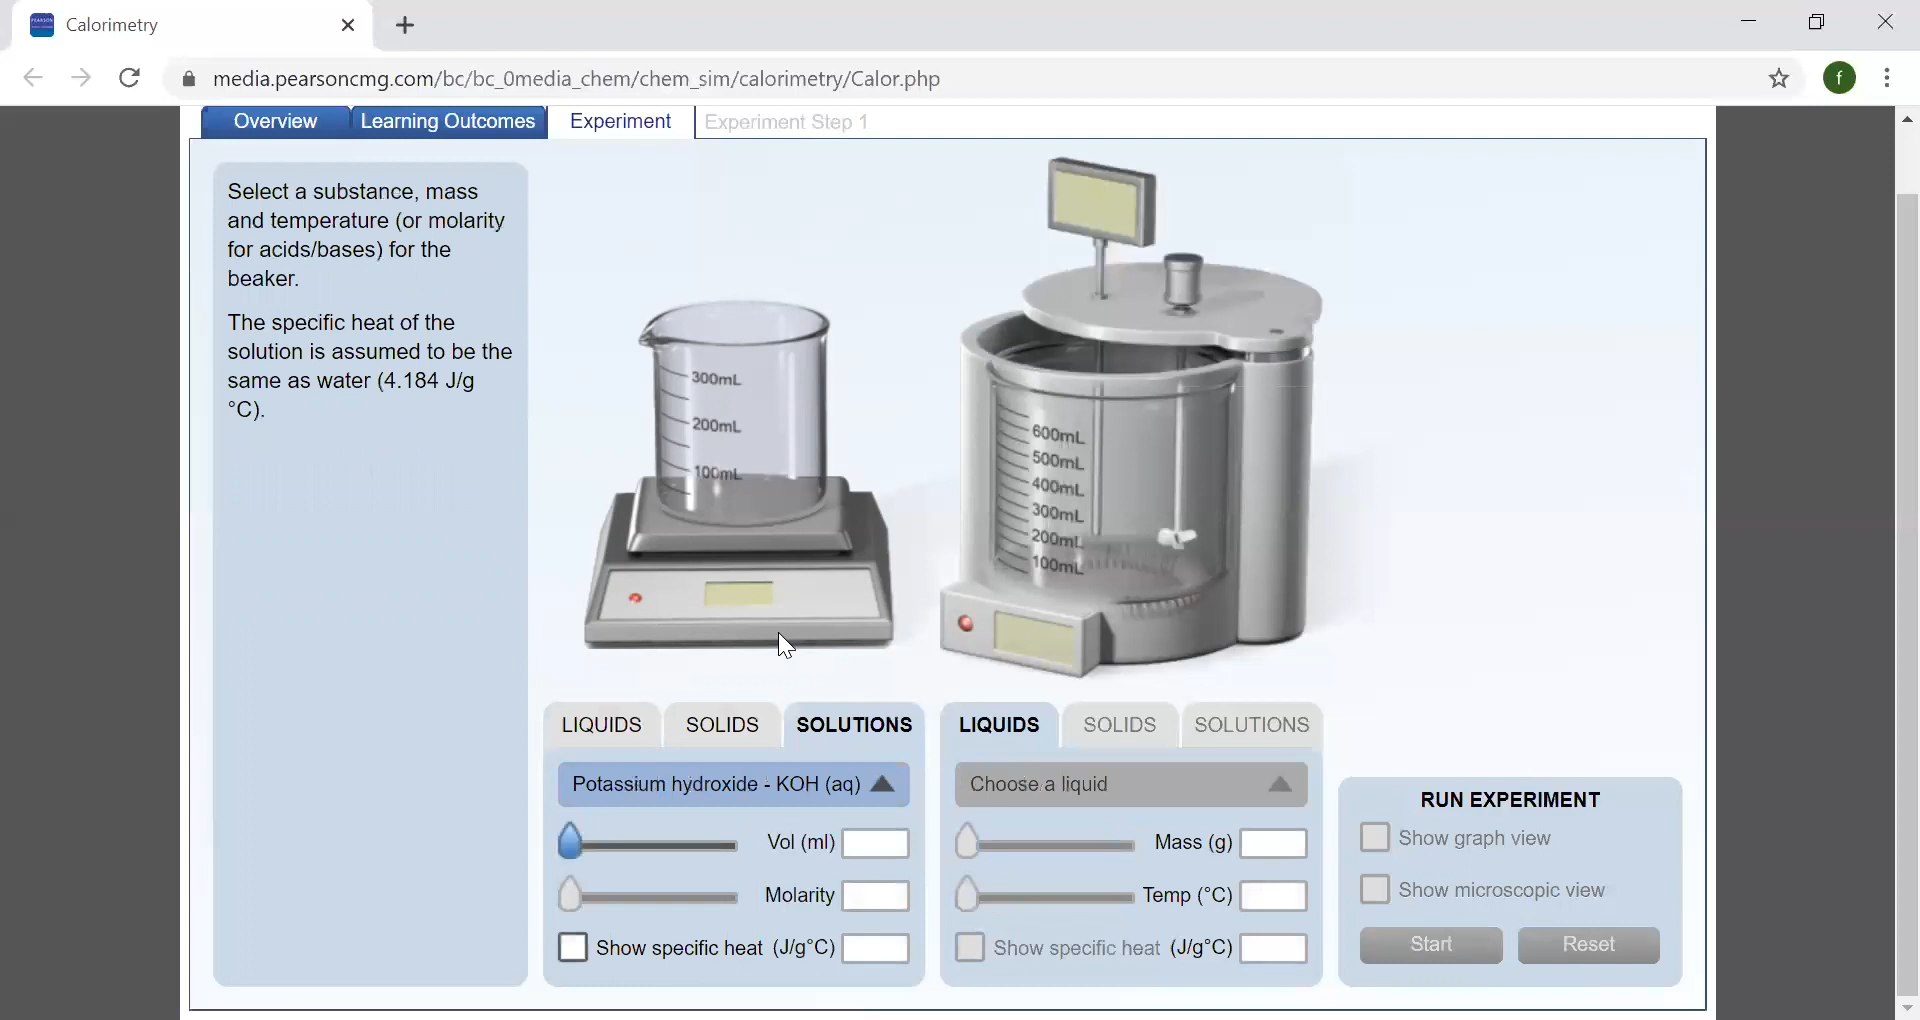 Calorimetry
media.pearsoncmg.com/bc/bc_0media_chem/chem_sim/calorimetry/Calor.php
f
Overview
Learning Outcomes
Experiment
Experiment Step 1
Select a substance, mass
and temperature (or molarity
for acids/bases) for the
beaker.
The specific heat of the
solution is assumed to be the
same as water (4.184 J/g
°C).
300mL
200mL
100mL
600mL
500mL
400mL
300mL
200mL
100mL
LIQUIDS
SOLIDS
SOLUTIONS
Potassium hydroxide - KOH (aq)
Vol (ml)
Molarity
Show specific heat (J/g°C)
LIQUIDS
SOLIDS
SOLUTIONS
Choose a liquid
Mass (g)
Temp (°C)
Show specific heat (J/g°C)
RUN EXPERIMENT
Show graph view
Show microscopic view
Start
Reset